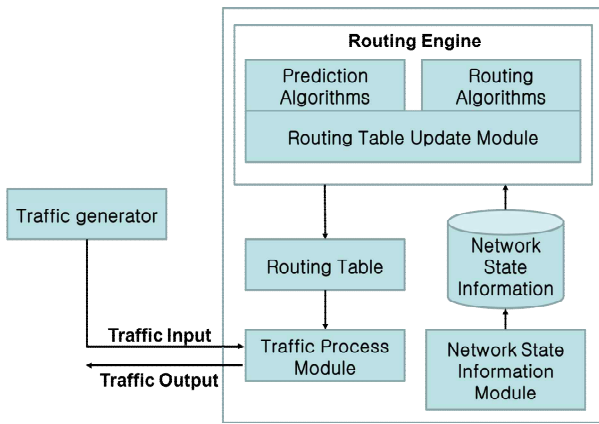 Routing Engine
Prediction
Algorithms
Routing
Algorithms
Routing Table Update Module
Traffic generator
Routing Table
Network
State
Information
Traffic Input
Traffic Output
Traffic Process
Module
Network State
Information
Module